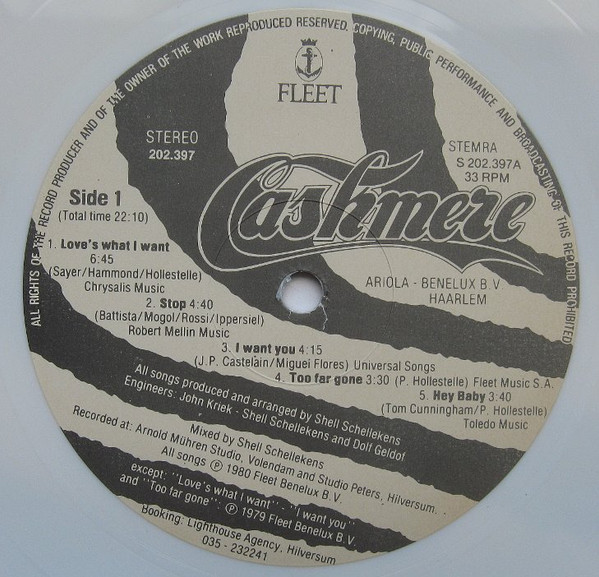 ALL RIGHTS OF THE RECORD PRODUCER AND OF THE OWNER OF THE WORK REPRODUCED RESERVED. COPYING, PUBLIC PERFORMANCE AND BROADCASTING OF THIS RECORD PROHIBITED
FLEET
STEREO
202.397
STEMRA
S 202.397A
33 RPM
Cashmere
Side 1
(Total time 22:10)
ARIOLA - BENELUX B.V
HAARLEM
1. Love's what I want
6:45
(Sayer/Hammond/Hollestelle)
Chrysalis Music
2. Stop 4:40
(Battista/Mogol/Rossi/Ippersiel)
Robert Mellin Music
3. I want you 4:15
(J.P. Castelain/Miguel Flores) Universal Songs
4. Too far gone 3:30 (P. Hollestelle) Fleet Music S.A.
5. Hey Baby 3:40
(Tom Cunningham/P. Hollestelle)
Toledo Music
All songs produced and arranged by Shell Schellekens
Engineers: John Kriek - Shell Schellekens and Dolf Geldof
Mixed by Shell Schellekens
Recorded at: Arnold Mühren Studio, Volendam and Studio Peters, Hilversum.
All songs ℗ 1980 Fleet Benelux B.V.
except: "Love's what I want" - "I want you"
and "Too far gone": ℗ 1979 Fleet Benelux B.V.
Booking: Lighthouse Agency, Hilversum
035 - 232241